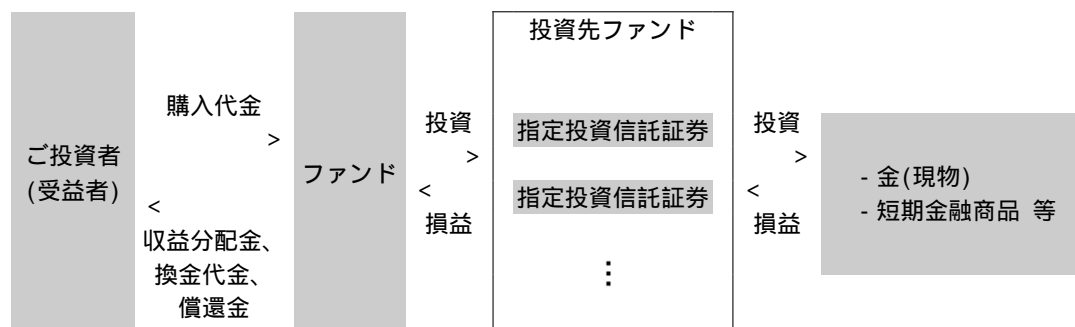 ご投資者
(受益者)
購入代金
>
<
収益分配金、
換金代金、
償還金
ファンド
投資
>
<
損益
投資先ファンド
指定投資信託証券
指定投資信託証券
⋮
投資
>
<
損益
- 金(現物)
- 短期金融商品 等